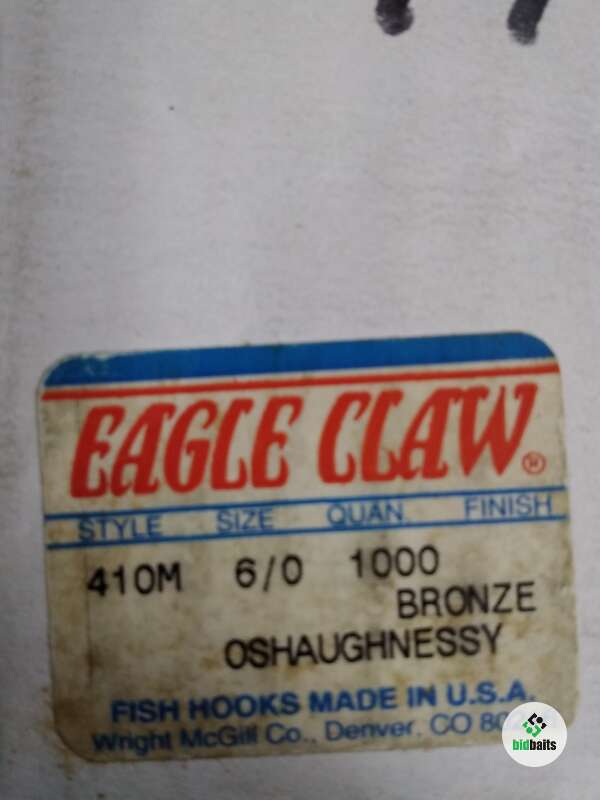 EAGLE CLAW®
STYLE SIZE QUAN. FINISH
410M 6/0 1000
BRONZE
OSHAUGHNESSY
FISH HOOKS MADE IN U.S.A.
Wright McGill Co., Denver, CO
bidbaits